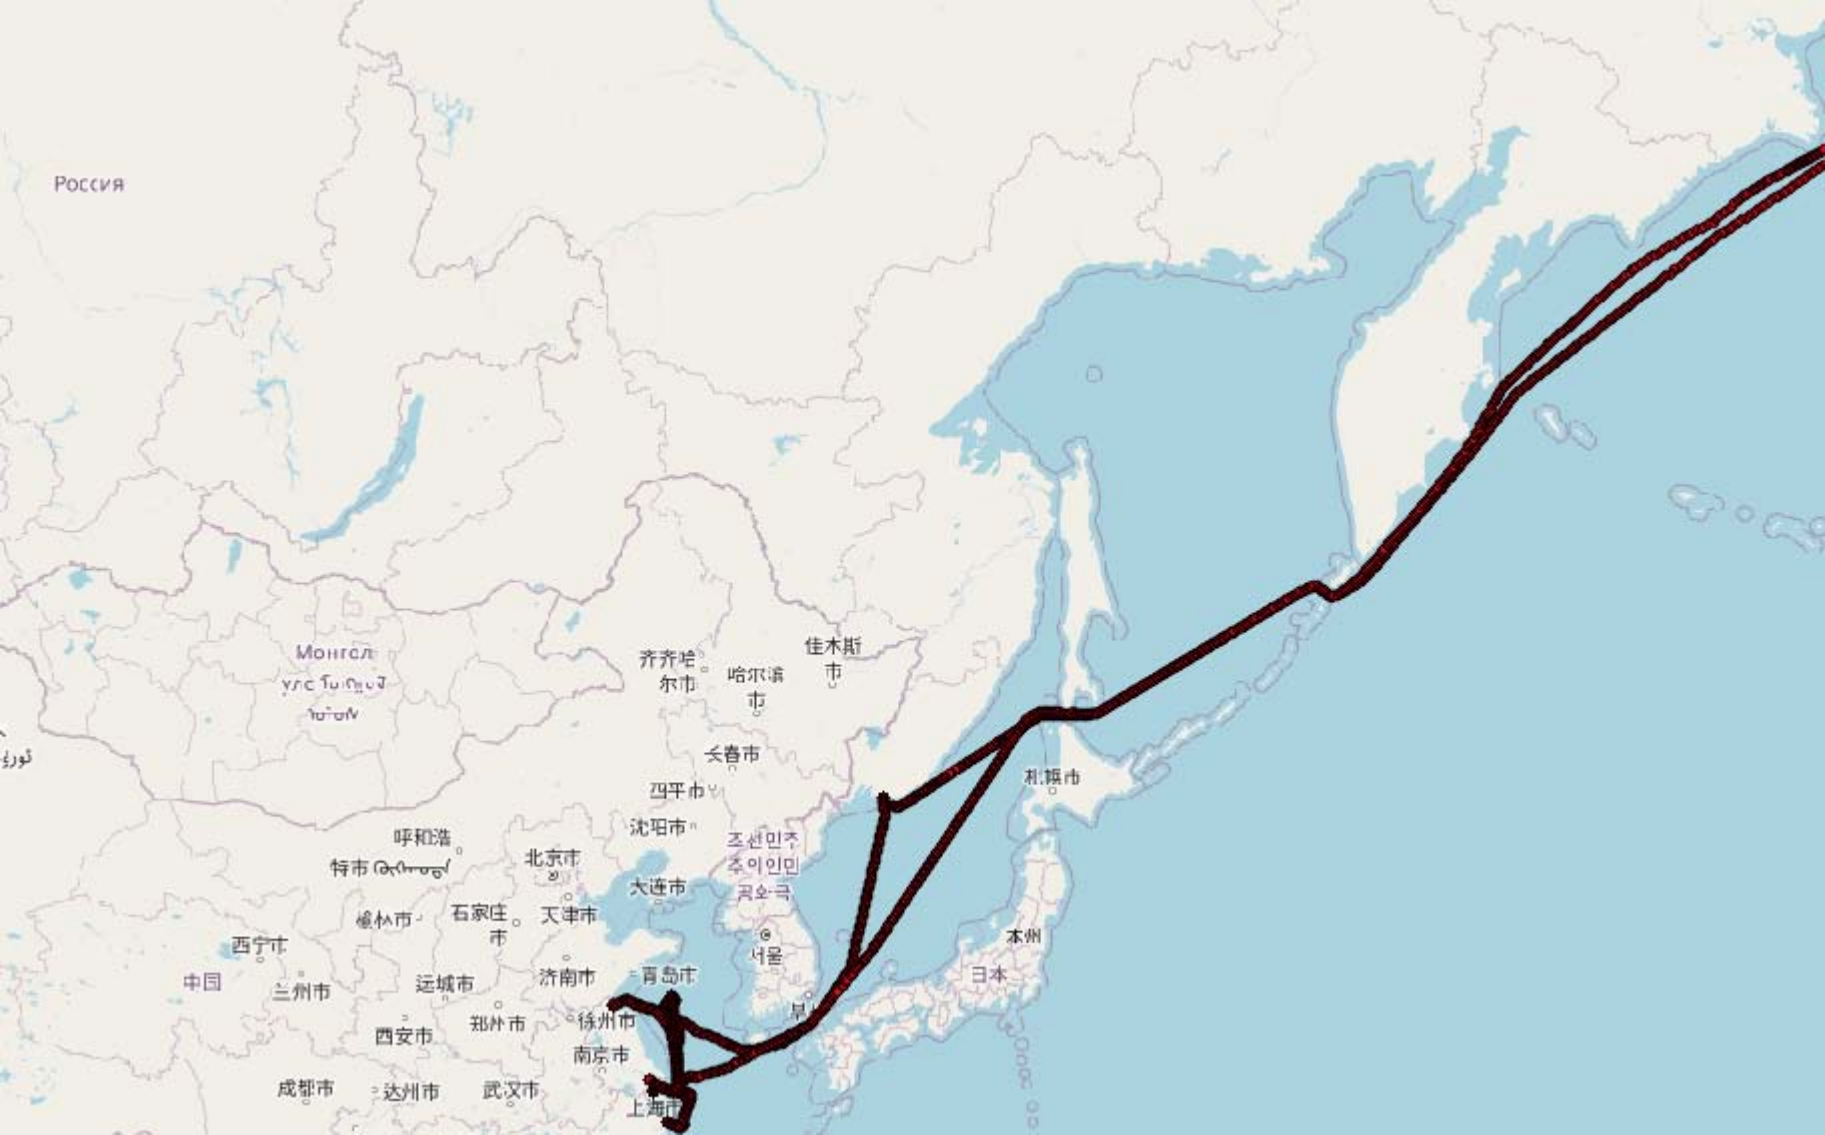 Россия
Монгол
佳木斯
市
齐齐哈
尔市
哈尔滨
市
长春市
四平市
沈阳市
呼和浩
特市
조선민주
주의인민
공화국
札幌市
北京市
大连市
榆林市
石家庄
市
天津市
西宁市
中国
兰州市
运城市
济南市
青岛市
서울
本州
日本
西安市
郑州市
徐州市
南京市
成都市
达州市
武汉市
上海市